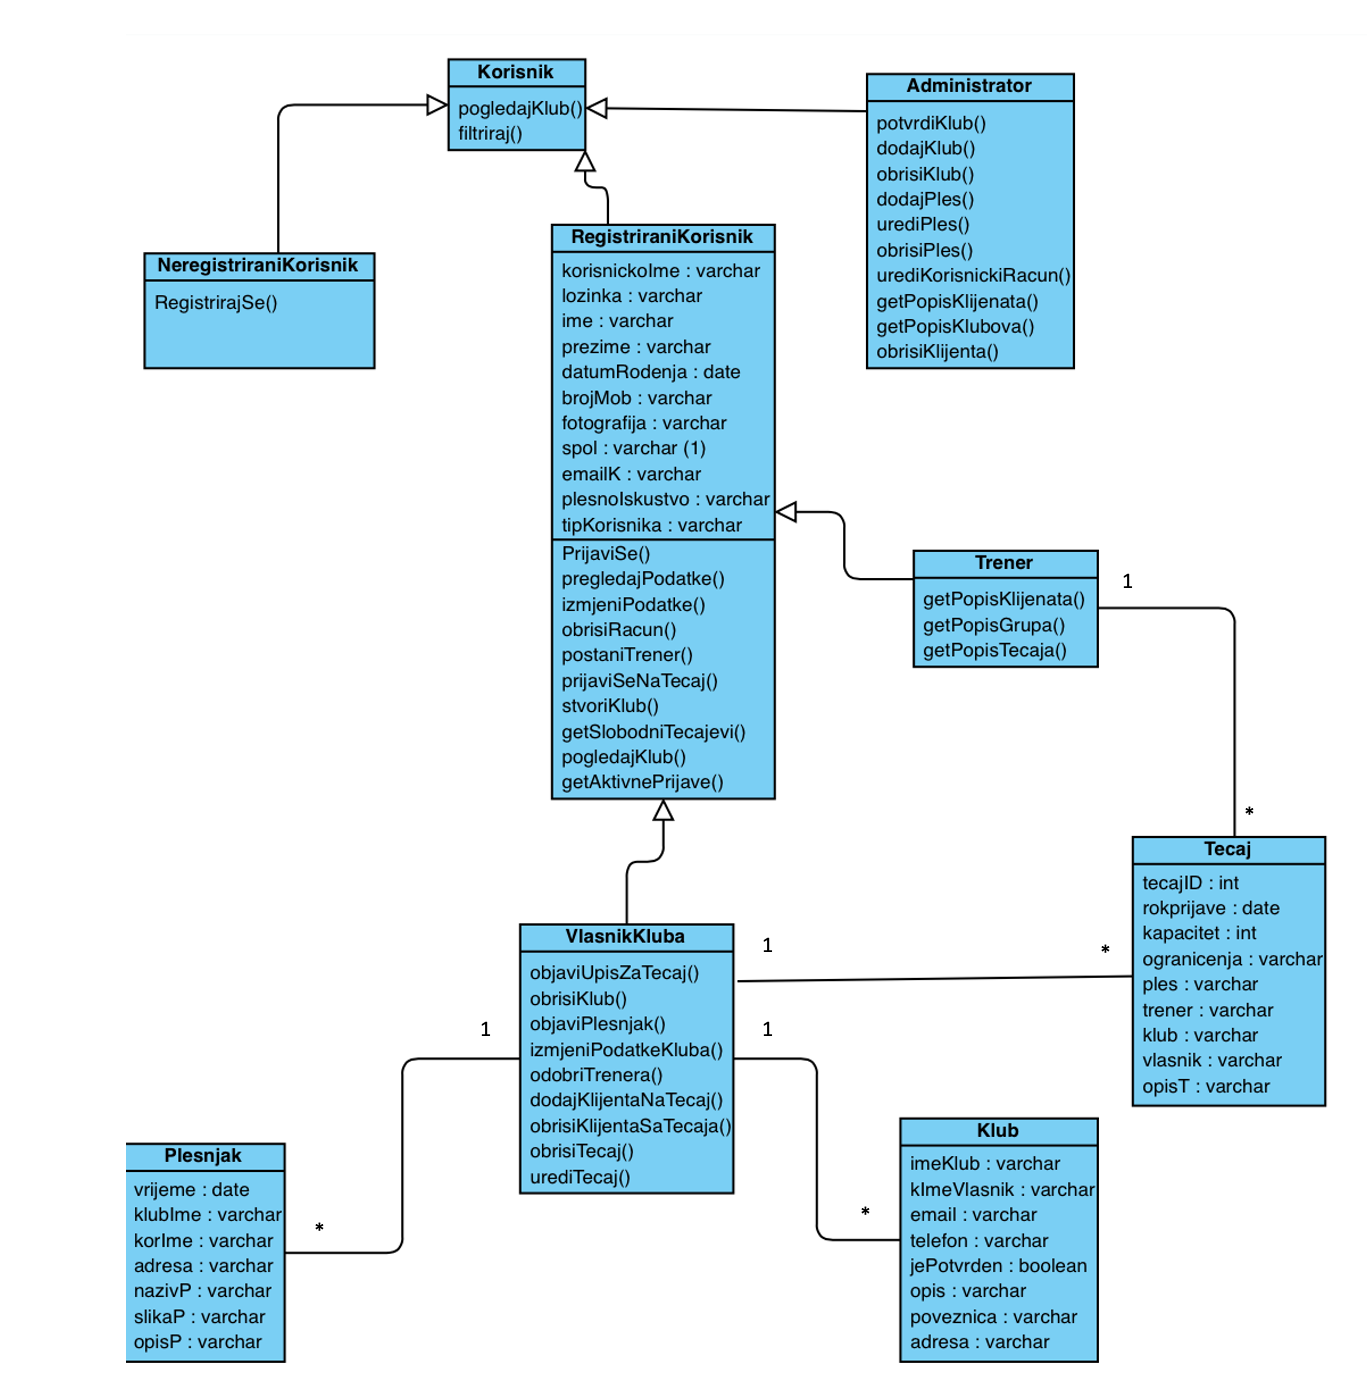 Korisnik
pogledajKlub()
filtriraj()
Administrator
potvrdiKlub()
dodajKlub()
obrisiKlub()
dodajPles()
urediPles()
obrisiPles()
urediKorisnickiRacun()
getPopisKlijenata()
getPopisKlubova()
obrisiKlijenta()
NeregistriraniKorisnik
RegistrirajSe()
RegistriraniKorisnik
korisnickoIme : varchar
lozinka : varchar
ime : varchar
prezime : varchar
datumRodenja : date
brojMob : varchar
fotografija : varchar
spol : varchar (1)
emailK : varchar
plesnoIskustvo : varchar
tipKorisnika : varchar
PrijaviSe()
pregledajPodatke()
izmjeniPodatke()
obrisiRacun()
postaniTrener()
prijaviSeNaTecaj()
stvoriKlub()
getSlobodniTecajevi()
pogledajKlub()
getAktivnePrijave()
Trener
getPopisKlijenata()
getPopisGrupa()
getPopisTecaja()
1
*
Tecaj
tecajID : int
rokprijave : date
kapacitet : int
ogranicenja : varchar
ples : varchar
trener : varchar
klub : varchar
vlasnik : varchar
opisT : varchar
VlasnikKluba
objaviUpisZaTecaj()
obrisiKlub()
objaviPlesnjak()
izmjeniPodatkeKluba()
odobriTrenera()
dodajKlijentaNaTecaj()
obrisiKlijentaSaTecaja()
obrisiTecaj()
urediTecaj()
1
*
1
1
*
*
Plesnjak
vrijeme : date
klubIme : varchar
korIme : varchar
adresa : varchar
nazivP : varchar
slikaP : varchar
opisP : varchar
Klub
imeKlub : varchar
kImeVlasnik : varchar
email : varchar
telefon : varchar
jePotvrden : boolean
opis : varchar
poveznica : varchar
adresa : varchar